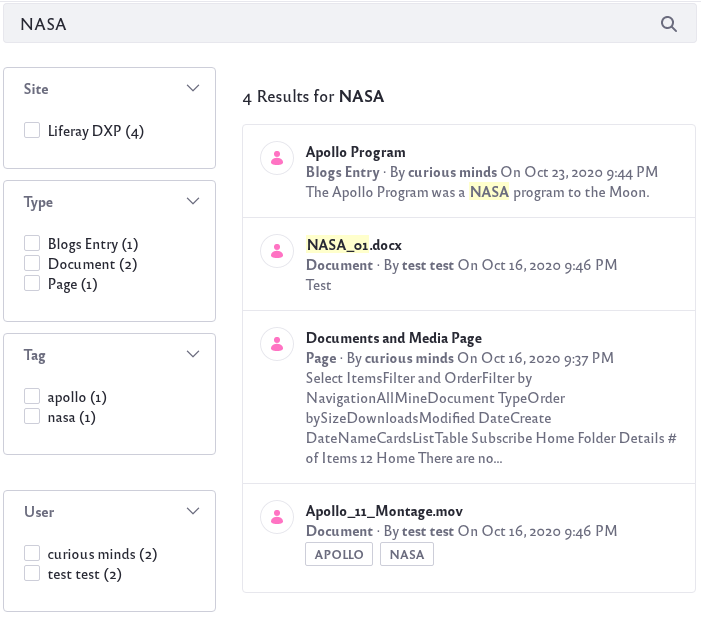 NASA
Site
Liferay DXP (4)
Type
Blogs Entry (1)
Document (2)
Page (1)
Tag
apollo (1)
nasa (1)
User
curious minds (2)
test test (2)
4 Results for NASA
Apollo Program
Blogs Entry · By curious minds On Oct 23, 2020 9:44 PM
The Apollo Program was a NASA program to the Moon.
NASA_01.docx
Document · By test test On Oct 16, 2020 9:46 PM
Test
Documents and Media Page
Page · By curious minds On Oct 16, 2020 9:37 PM
Select ItemsFilter and OrderFilter by
NavigationAllMineDocument TypeOrder
bySizeDownloadsModified DateCreate
DateNameCardsListTable Subscribe Home Folder Details #
of Items 12 Home There are no...
Apollo_11_Montage.mov
Document · By test test On Oct 16, 2020 9:46 PM
APOLLO NASA